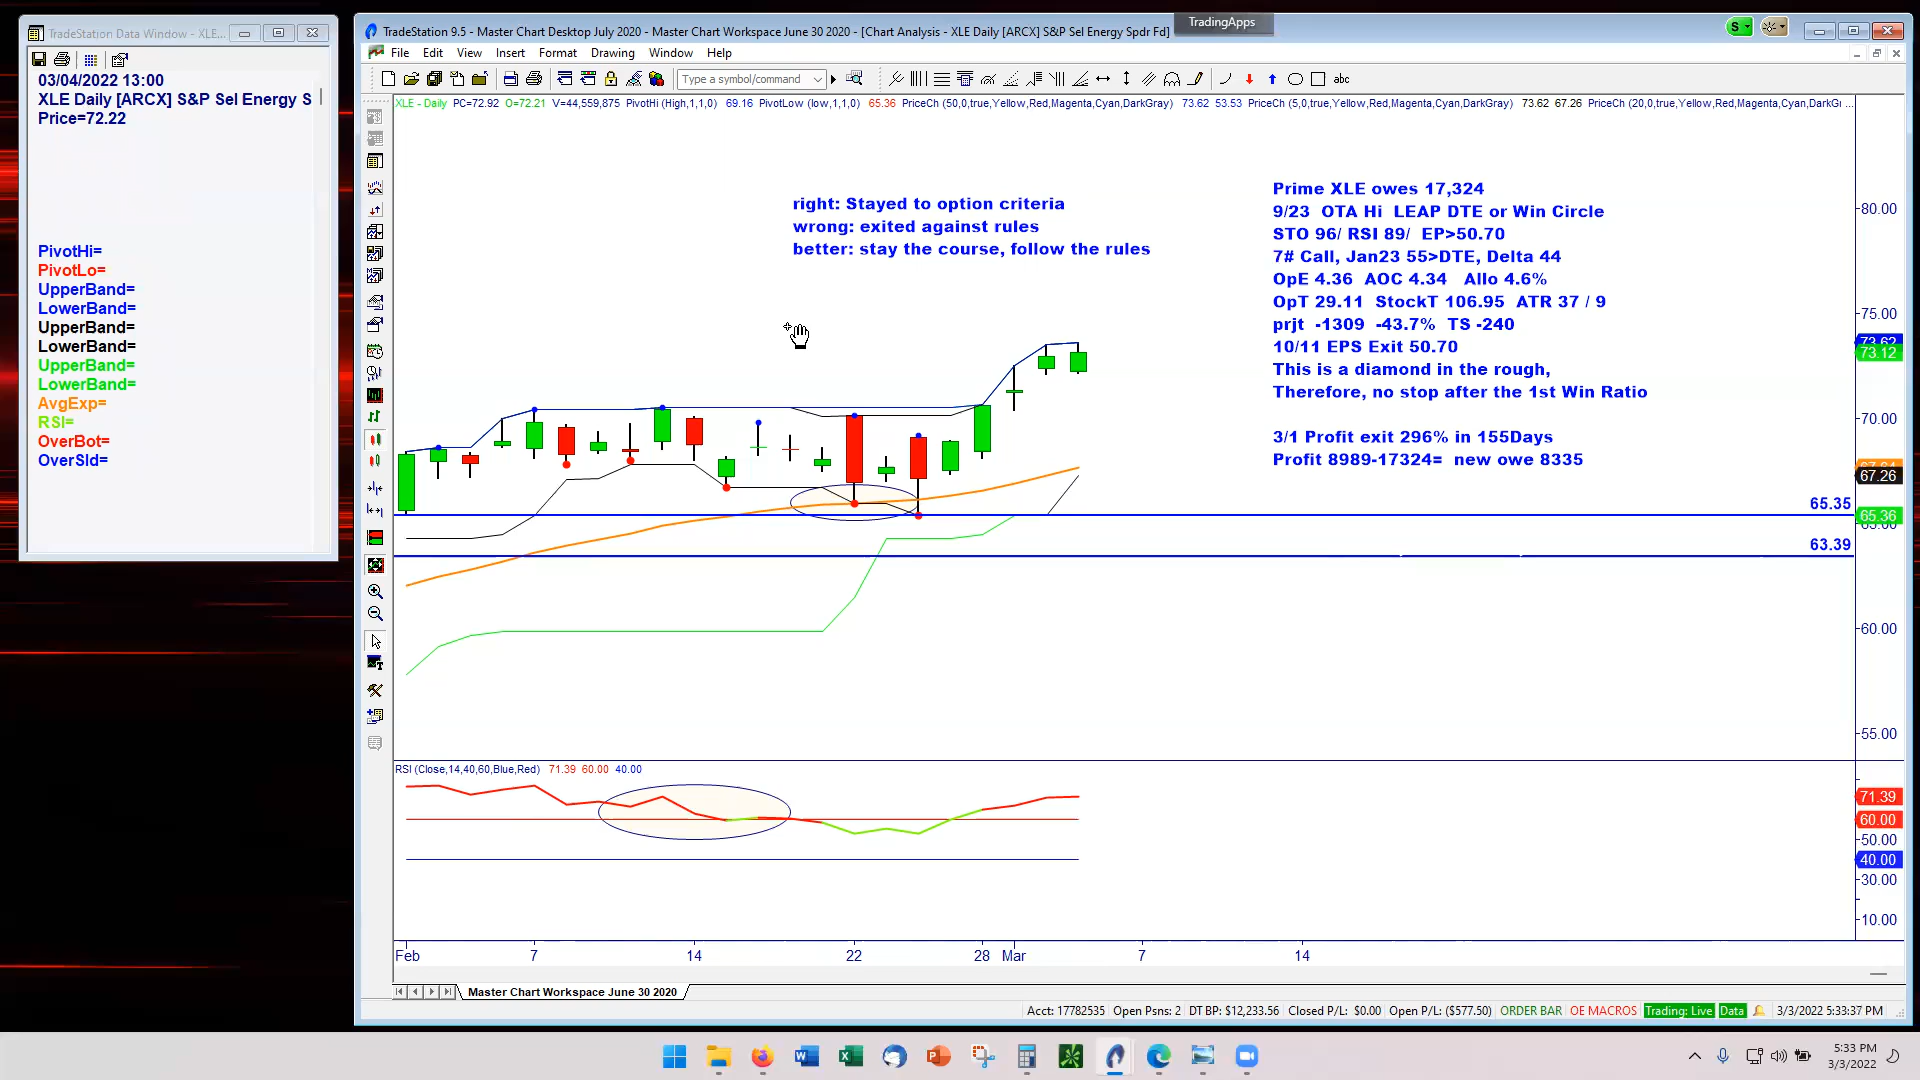 TradingApps
TradeStation Data Window - XLE...
03/04/2022 13:00
XLE Daily [ARCX] S&P Sel Energy S
Price=72.22
PivotHi=
PivotLo=
UpperBand=
LowerBand=
UpperBand=
LowerBand=
UpperBand=
LowerBand=
AvgExp=
RSI=
OverBot=
OverSld=
TradeStation 9.5 - Master Chart Desktop July 2020 - Master Chart Workspace June 30 2020 - [Chart Analysis - XLE Daily [ARCX] S&P Sel Energy Spdr Fd]
S
File Edit View Insert Format Drawing Window Help
Type a symbol/command
abc
XLE - Daily PC=72.92 O=72.21 V=44,559,875 PivotHi (High,1,1,0) 69.16 PivotLow (low,1,1,0) 65.36 PriceCh (50,0,true,Yellow,Red,Magenta,Cyan,DarkGray) 73.62 53.53 PriceCh (5,0,true,Yellow,Red,Magenta,Cyan,DarkGray) 73.62 67.26 PriceCh (20,0,true,Yellow,Red,Magenta,Cyan,DarkGr ...
right: Stayed to option criteria
wrong: exited against rules
better: stay the course, follow the rules
Prime XLE owes 17,324
9/23 OTA Hi LEAP DTE or Win Circle
STO 96/ RSI 89/ EP>50.70
7# Call, Jan23 55>DTE, Delta 44
OpE 4.36 AOC 4.34 Allo 4.6%
OpT 29.11 StockT 106.95 ATR 37 / 9
prjt -1309 -43.7% TS -240
10/11 EPS Exit 50.70
This is a diamond in the rough,
Therefore, no stop after the 1st Win Ratio
3/1 Profit exit 296% in 155Days
Profit 8989-17324= new owe 8335
80.00
75.00
73.62
73.12
70.00
67.26
65.35
65.36
65.00
63.39
60.00
55.00
RSI (Close,14,40,60,Blue,Red) 71.39 60.00 40.00
71.39
60.00
50.00
40.00
30.00
10.00
Feb 7 14 22 28 Mar 7 14
Master Chart Workspace June 30 2020
Acct: 17782535 Open Psns: 2 DT BP: $12,233.56 Closed P/L: $0.00 Open P/L: ($577.50) ORDER BAR OE MACROS Trading: Live Data 3/3/2022 5:33:37 PM
5:33 PM
3/3/2022